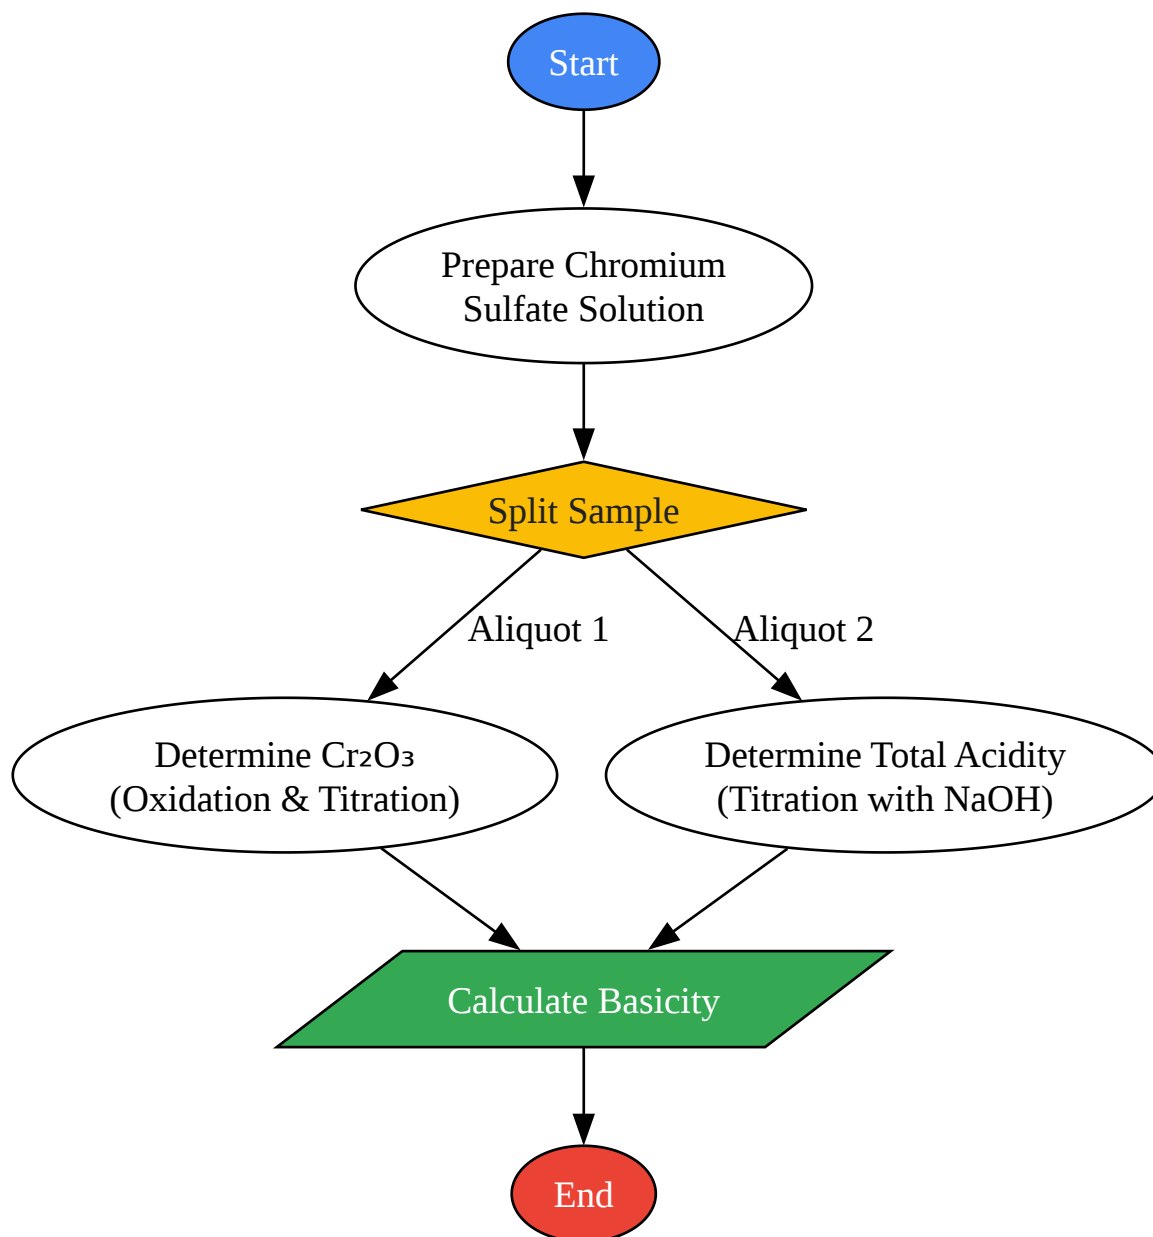 Start
Prepare Chromium
Sulfate Solution
Split Sample
Aliquot 1
Aliquot 2
Determine Cr₂O₃
(Oxidation & Titration)
Determine Total Acidity
(Titration with NaOH)
Calculate Basicity
End